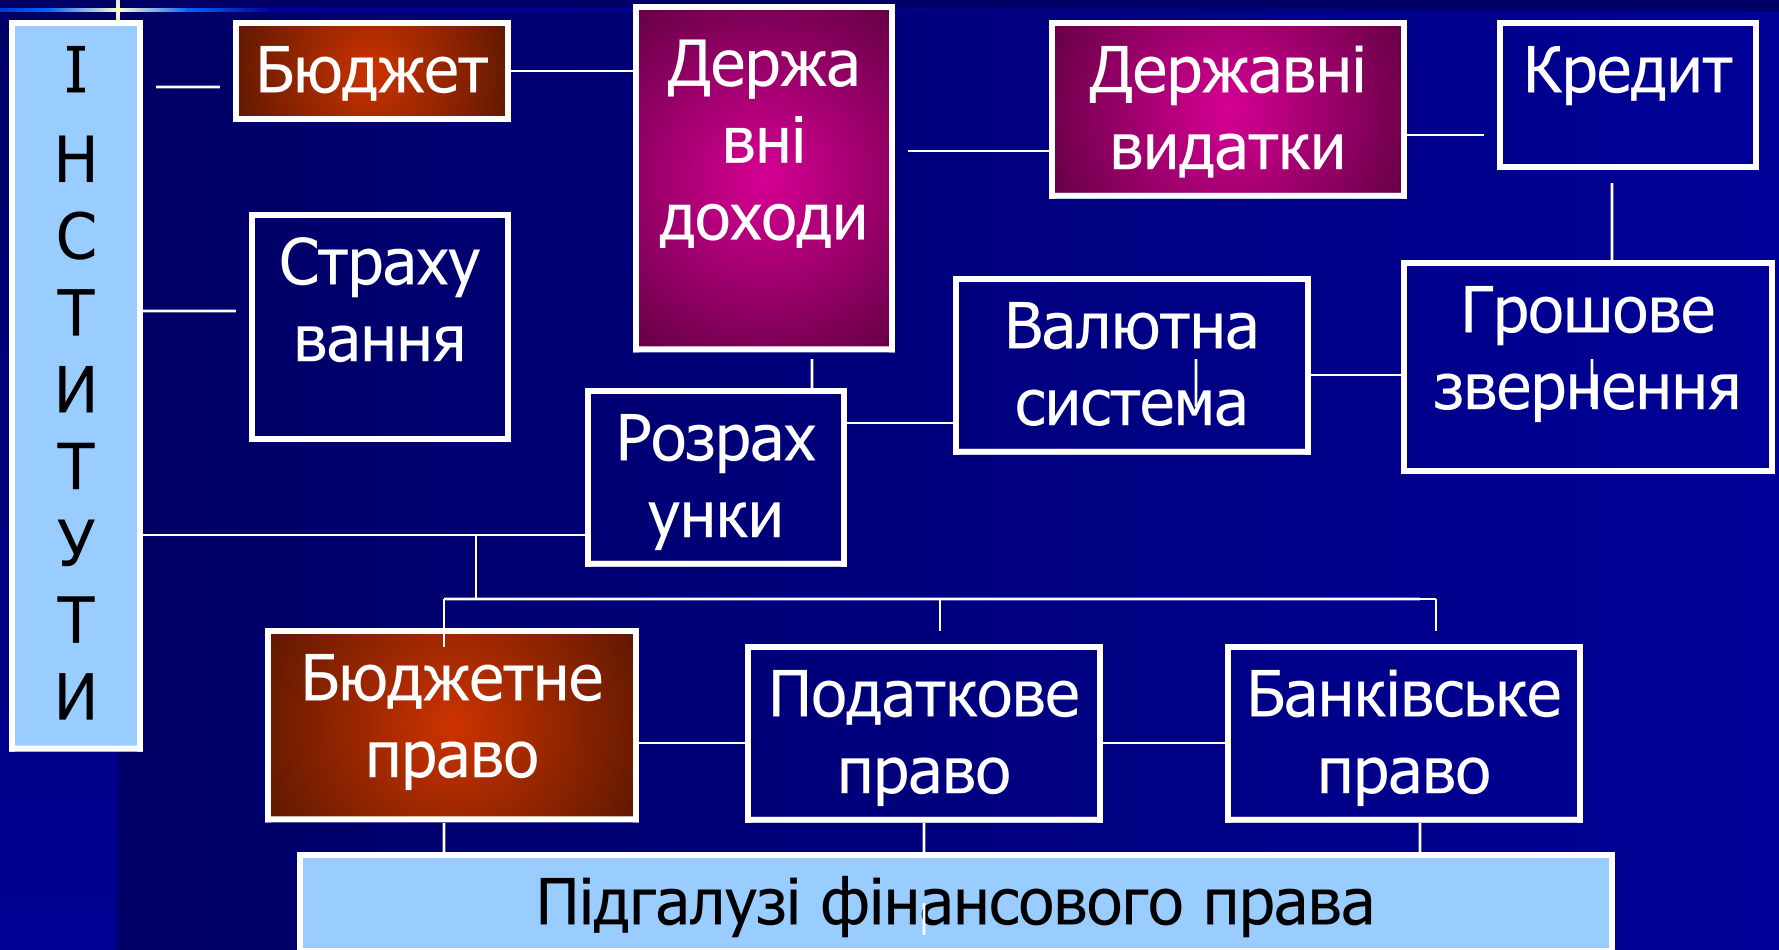 І
Н
С
Т
И
Т
У
Т
И
Бюджет
Держа
вні
доходи
Державні
видатки
Кредит
Страху
вання
Розрах
унки
Валютна
система
Грошове
звернення
Бюджетне
право
Податкове
право
Банківське
право
Підгалузі фінансового права